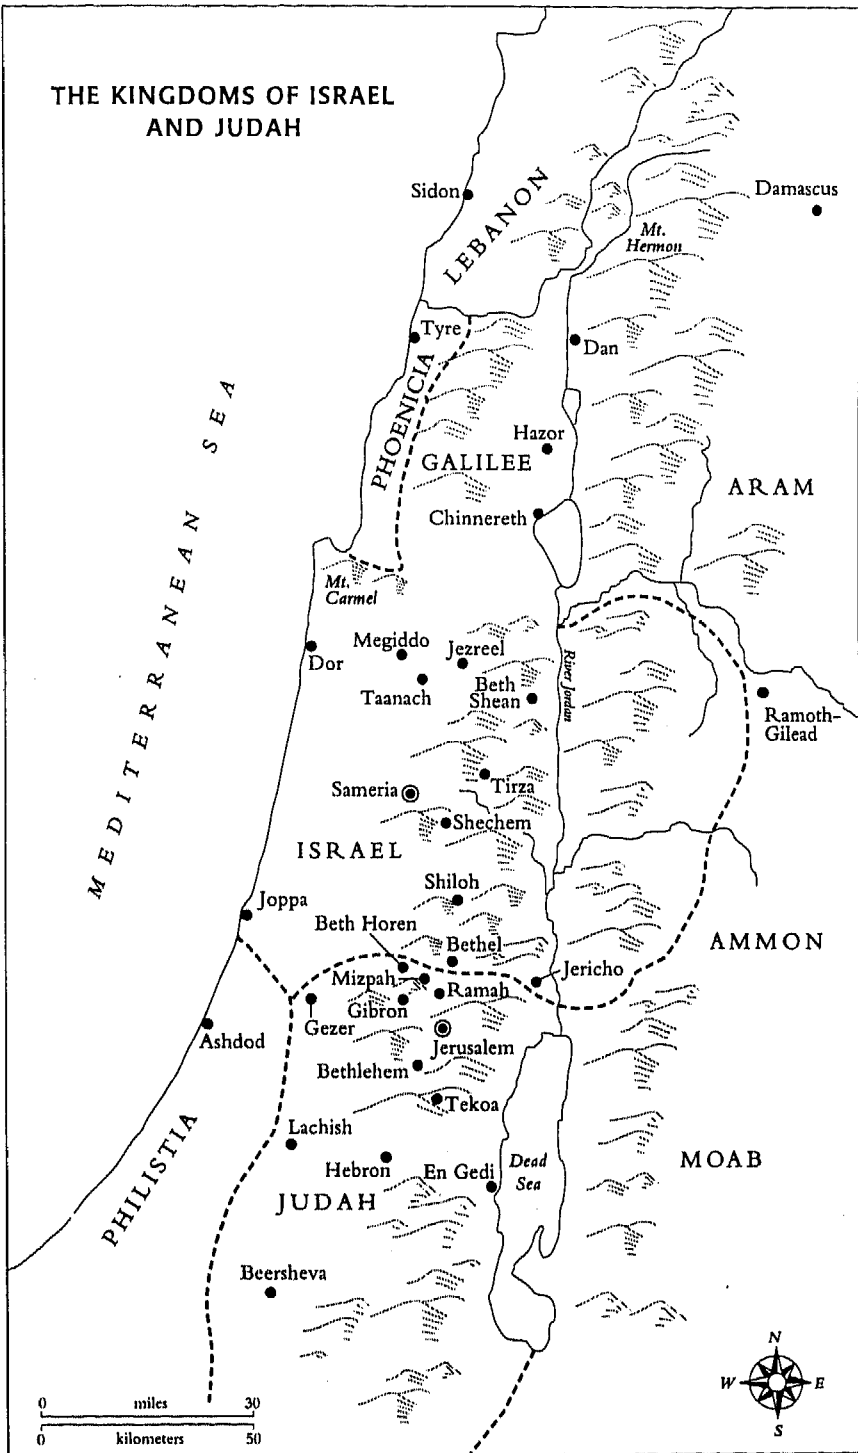 THE KINGDOMS OF ISRAEL
AND JUDAH
Sidon
LEBANON
Damascus
Mt.
Hermon
Tyre
Dan
PHOENICIA
MEDITERRANEAN SEA
Hazor
GALILEE
ARAM
Chinnereth
Mt.
Carmel
Dor
Megiddo
Jezreel
Taanach
Beth
Shean
River Jordan
Ramoth-
Gilead
Sameria
Tirza
Shechem
ISRAEL
Shiloh
Joppa
Beth Horen
Bethel
AMMON
Mizpah
Jericho
Ramah
Gibron
Gezer
Ashdod
Jerusalem
Bethlehem
Tekoa
Lachish
Hebron
En Gedi
Dead
Sea
MOAB
PHILISTIA
JUDAH
Beersheva
N
W E
S
0 miles 30
0 kilometers 50